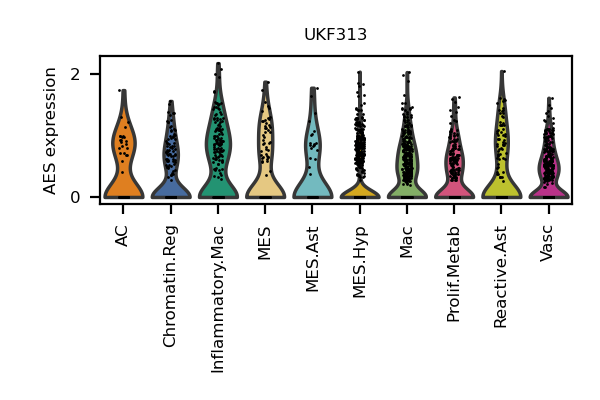 UKF313
AES expression
2
0
AC
Chromatin.Reg
Inflammatory.Mac
MES
MES.Ast
MES.Hyp
Mac
Prolif.Metab
Reactive.Ast
Vasc